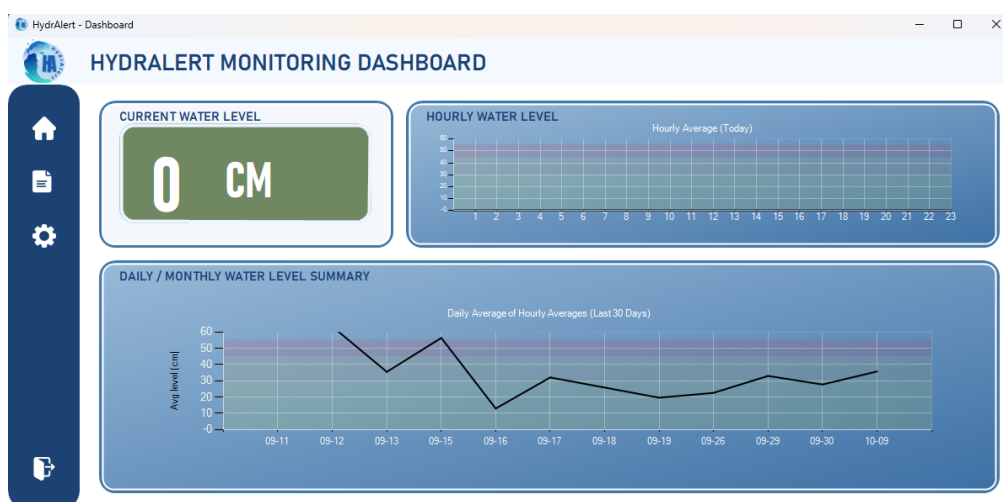 HydrAlert - Dashboard
HA
HYDRALERT MONITORING DASHBOARD
CURRENT WATER LEVEL
0 CM
HOURLY WATER LEVEL
Hourly Average (Today)
60
50
40
30
20
10
-0
1 2 3 4 5 6 7 8 9 10 11 12 13 14 15 16 17 18 19 20 21 22 23
DAILY / MONTHLY WATER LEVEL SUMMARY
Daily Average of Hourly Averages (Last 30 Days)
Avg level (cm)
60
50
40
30
20
10
-0
09-11 09-12 09-13 09-15 09-16 09-17 09-18 09-19 09-26 09-29 09-30 10-09